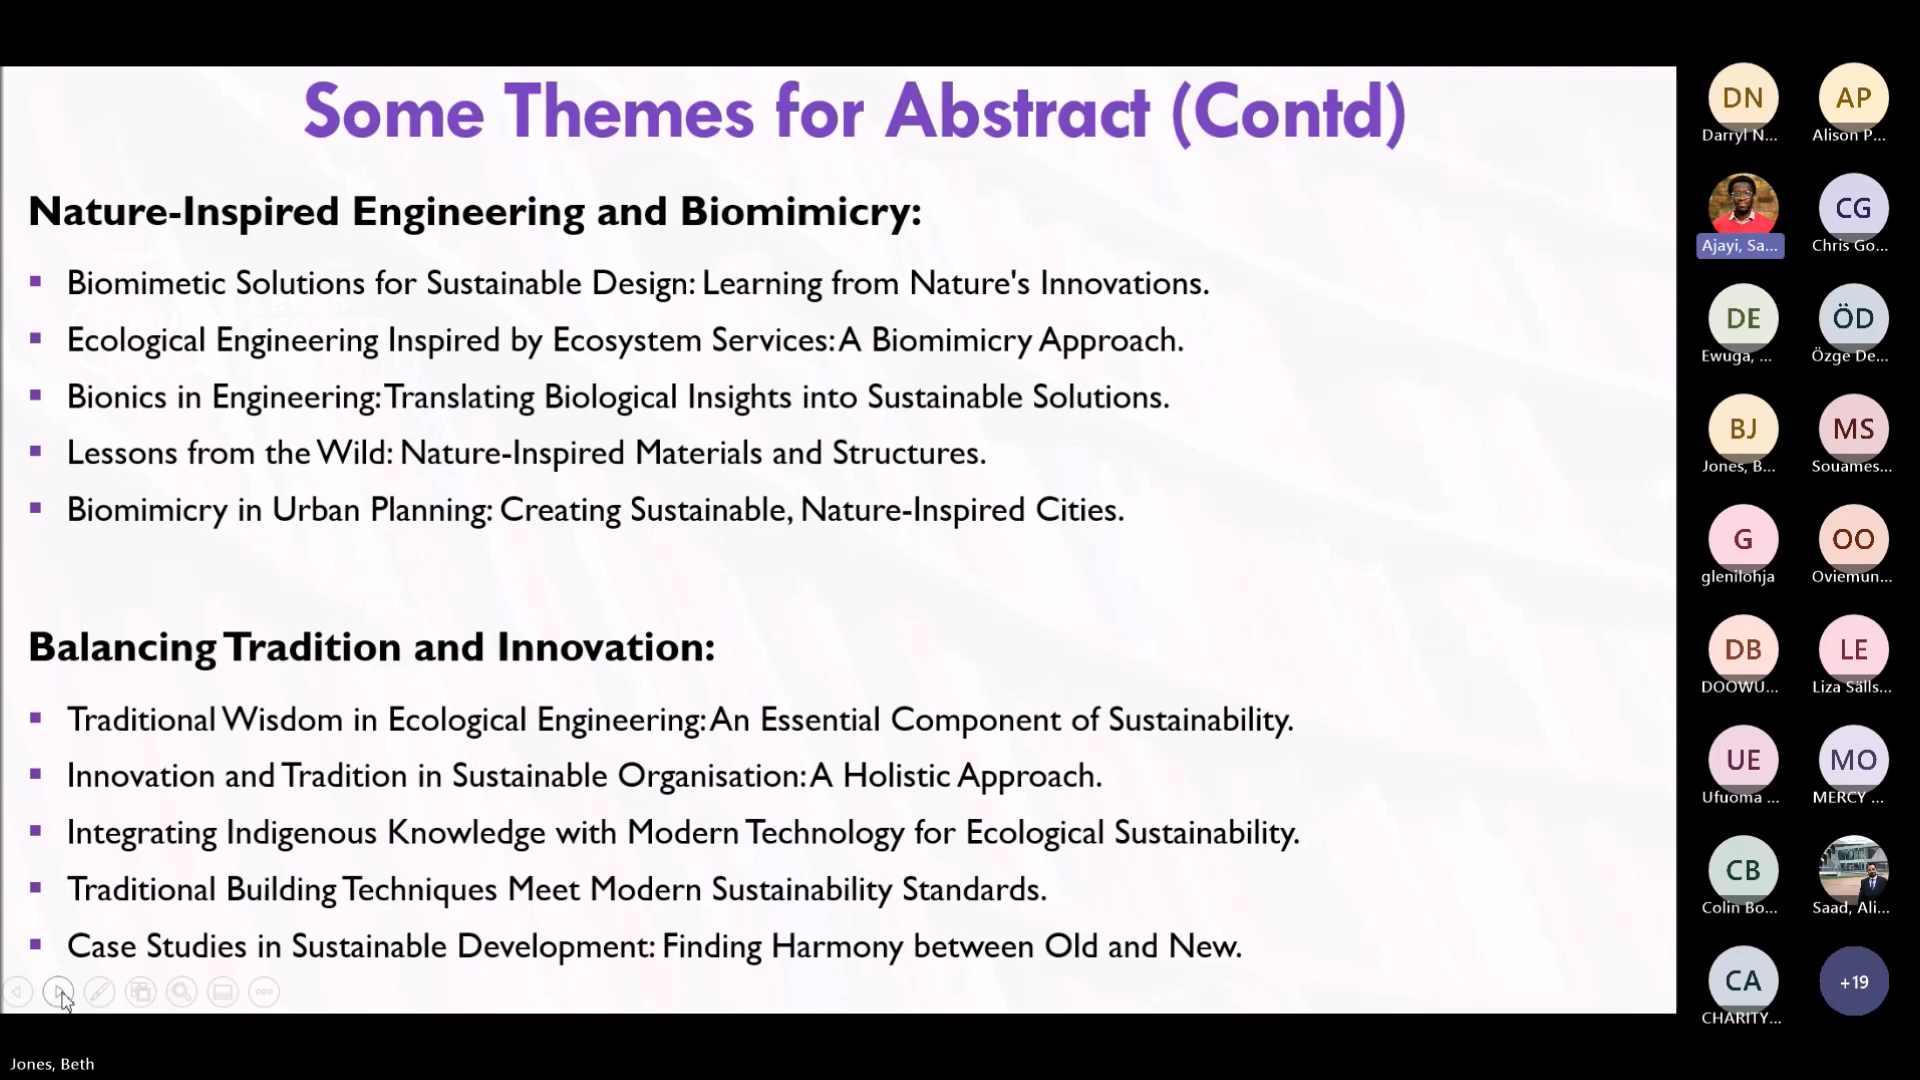 Some Themes for Abstract (Contd)
Nature-Inspired Engineering and Biomimicry:
Biomimetic Solutions for Sustainable Design: Learning from Nature's Innovations.
Ecological Engineering Inspired by Ecosystem Services: A Biomimicry Approach.
Bionics in Engineering: Translating Biological Insights into Sustainable Solutions.
Lessons from the Wild: Nature-Inspired Materials and Structures.
Biomimicry in Urban Planning: Creating Sustainable, Nature-Inspired Cities.
Balancing Tradition and Innovation:
Traditional Wisdom in Ecological Engineering: An Essential Component of Sustainability.
Innovation and Tradition in Sustainable Organisation: A Holistic Approach.
Integrating Indigenous Knowledge with Modern Technology for Ecological Sustainability.
Traditional Building Techniques Meet Modern Sustainability Standards.
Case Studies in Sustainable Development: Finding Harmony between Old and New.
Jones, Beth
DN
Darryl N...
AP
Alison P...
Ajayi, Sa...
CG
Chris Go...
DE
Ewuga, ...
ÖD
Özge De...
BJ
Jones, B...
MS
Souames...
G
glenilohja
OO
Oviemun...
DB
DOOWU...
LE
Liza Sälls...
UE
Ufuoma ...
MO
MERCY ...
CB
Colin Bo...
Saad, Ali...
CA
CHARITY...
+19